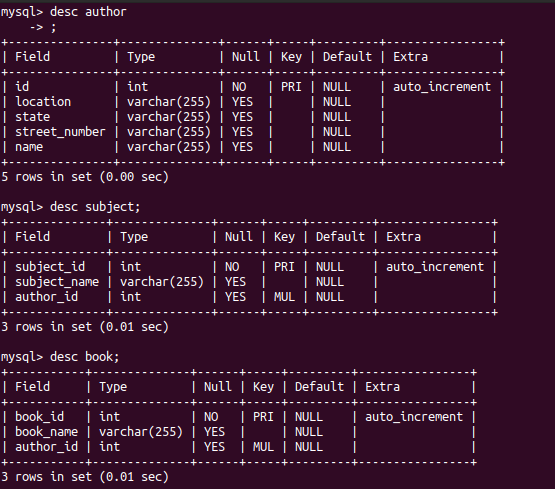 mysql> desc author
    -> ;
+---------------+--------------+------+-----+---------+----------------+
| Field         | Type         | Null | Key | Default | Extra          |
+---------------+--------------+------+-----+---------+----------------+
| id            | int          | NO   | PRI | NULL    | auto_increment |
| location      | varchar(255) | YES  |     | NULL    |                |
| state         | varchar(255) | YES  |     | NULL    |                |
| street_number | varchar(255) | YES  |     | NULL    |                |
| name          | varchar(255) | YES  |     | NULL    |                |
+---------------+--------------+------+-----+---------+----------------+
5 rows in set (0.00 sec)

mysql> desc subject;
+--------------+--------------+------+-----+---------+----------------+
| Field        | Type         | Null | Key | Default | Extra          |
+--------------+--------------+------+-----+---------+----------------+
| subject_id   | int          | NO   | PRI | NULL    | auto_increment |
| subject_name | varchar(255) | YES  |     | NULL    |                |
| author_id    | int          | YES  | MUL | NULL    |                |
+--------------+--------------+------+-----+---------+----------------+
3 rows in set (0.01 sec)

mysql> desc book;
+-----------+--------------+------+-----+---------+----------------+
| Field     | Type         | Null | Key | Default | Extra          |
+-----------+--------------+------+-----+---------+----------------+
| book_id   | int          | NO   | PRI | NULL    | auto_increment |
| book_name | varchar(255) | YES  |     | NULL    |                |
| author_id | int          | YES  | MUL | NULL    |                |
+-----------+--------------+------+-----+---------+----------------+
3 rows in set (0.01 sec)